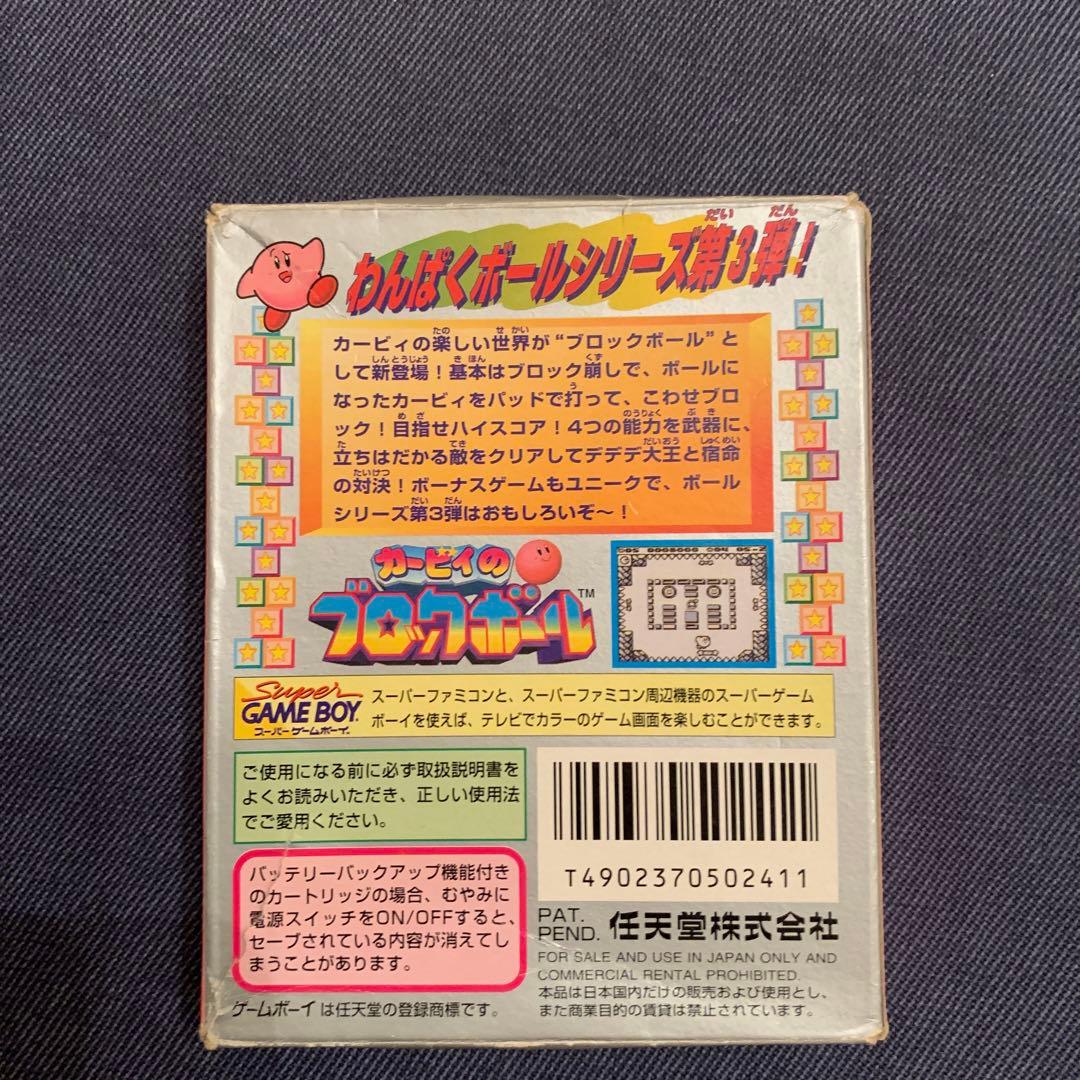 わんぱくボールシリーズ第3弾!
カービィの楽しい世界が“ブロックボール”と
して新登場!基本はブロック崩しで、ボールに
なったカービィをパッドで打って、こわせブロ
ック!目指せハイスコア!4つの能力を武器に、
立ちはだかる敵をクリアしてデデデ大王と宿命
の対決!ボーナスゲームもユニークで、ボール
シリーズ第3弾はおもしろいぞ〜!
カービィの
ブロックボール™
Super
GAME BOY
スーパーゲームボーイ
スーパーファミコンと、スーパーファミコン周辺機器のスーパーゲーム
ボーイを使えば、テレビでカラーのゲーム画面を楽しむことができます。
ご使用になる前に必ず取扱説明書を
よくお読みいただき、正しい使用法
でご愛用ください。
バッテリーバックアップ機能付き
のカートリッジの場合、むやみに
電源スイッチをON/OFFすると、
セーブされている内容が消えてし
まうことがあります。
ゲームボーイは任天堂の登録商標です。
T4902370502411
PAT.
PEND. 任天堂株式会社
FOR SALE AND USE IN JAPAN ONLY AND
COMMERCIAL RENTAL PROHIBITED.
本品は日本国内だけの販売および使用とし、
また商業目的の賃貸は禁止されています。